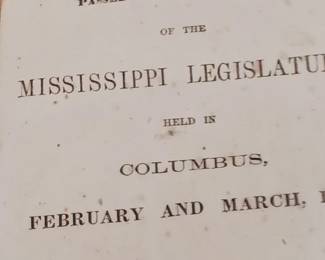 OF THE
MISSISSIPPI LEGISLATU
HELD IN
COLUMBUS,
FEBRUARY AND MARCH,